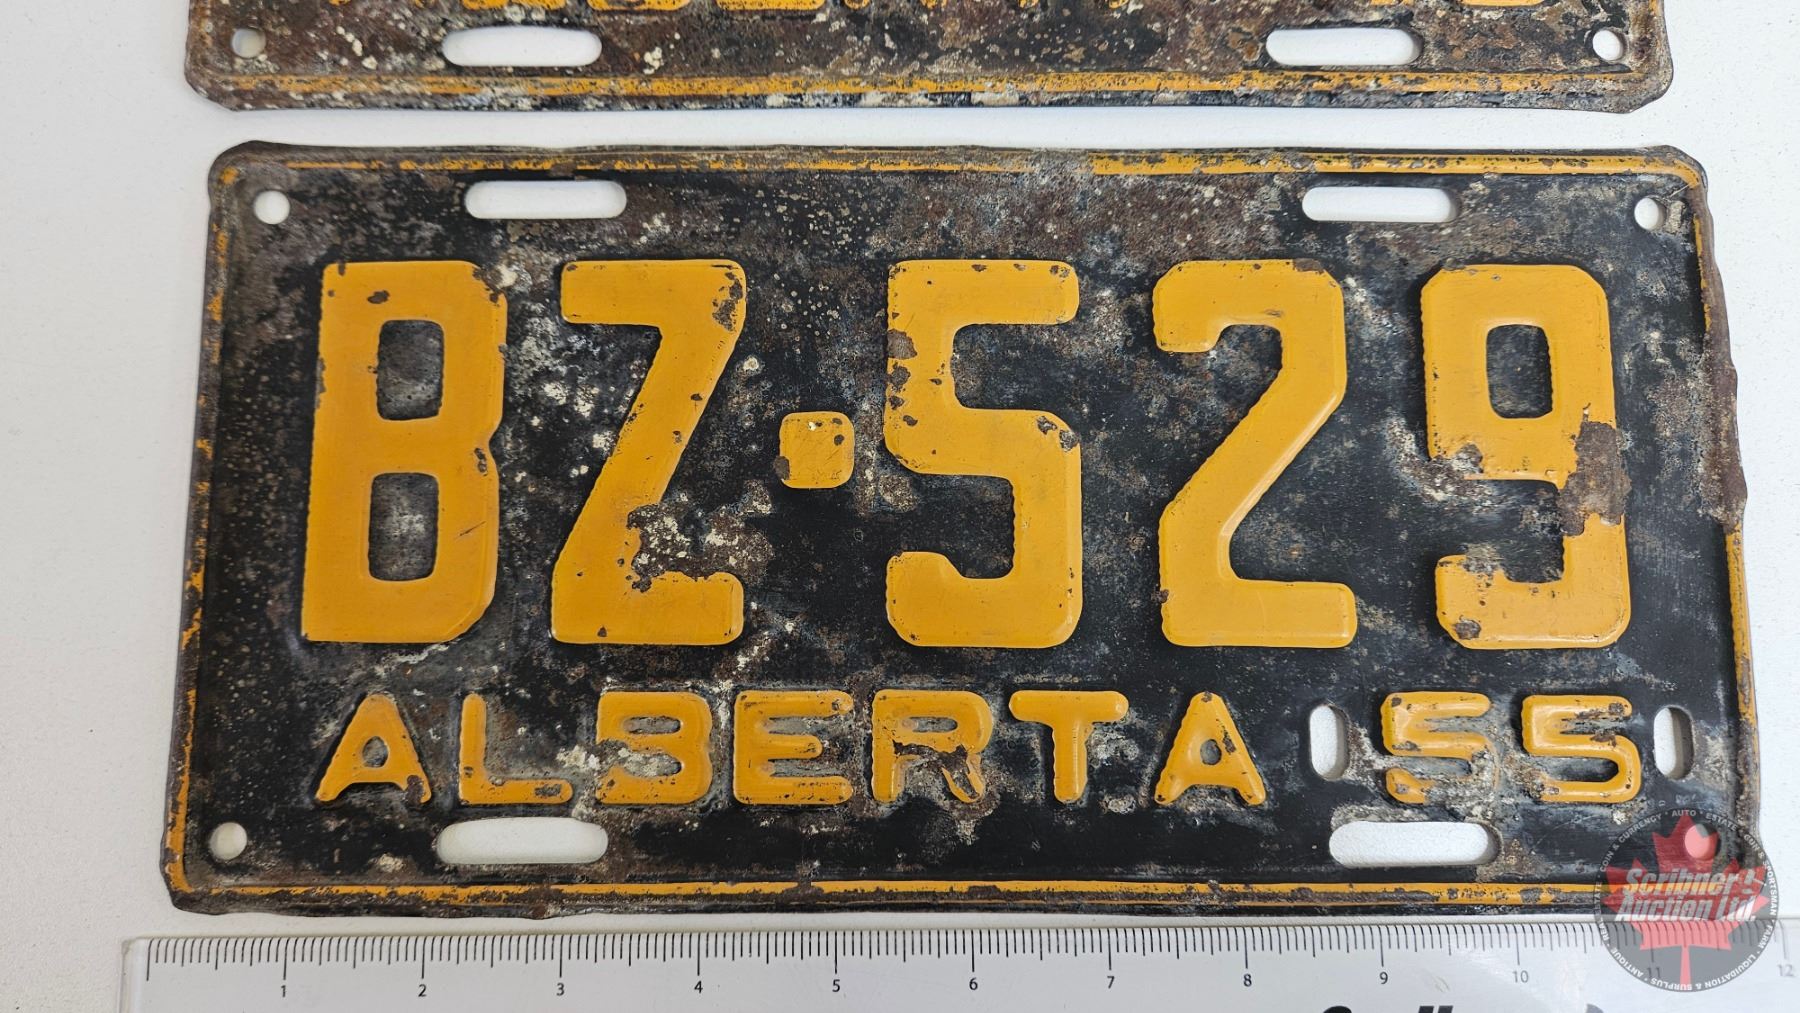 BZ·529
ALBERTA 55
Scribner
Auction Ltd
1 2 3 4 5 6 7 8 9 10 11 12